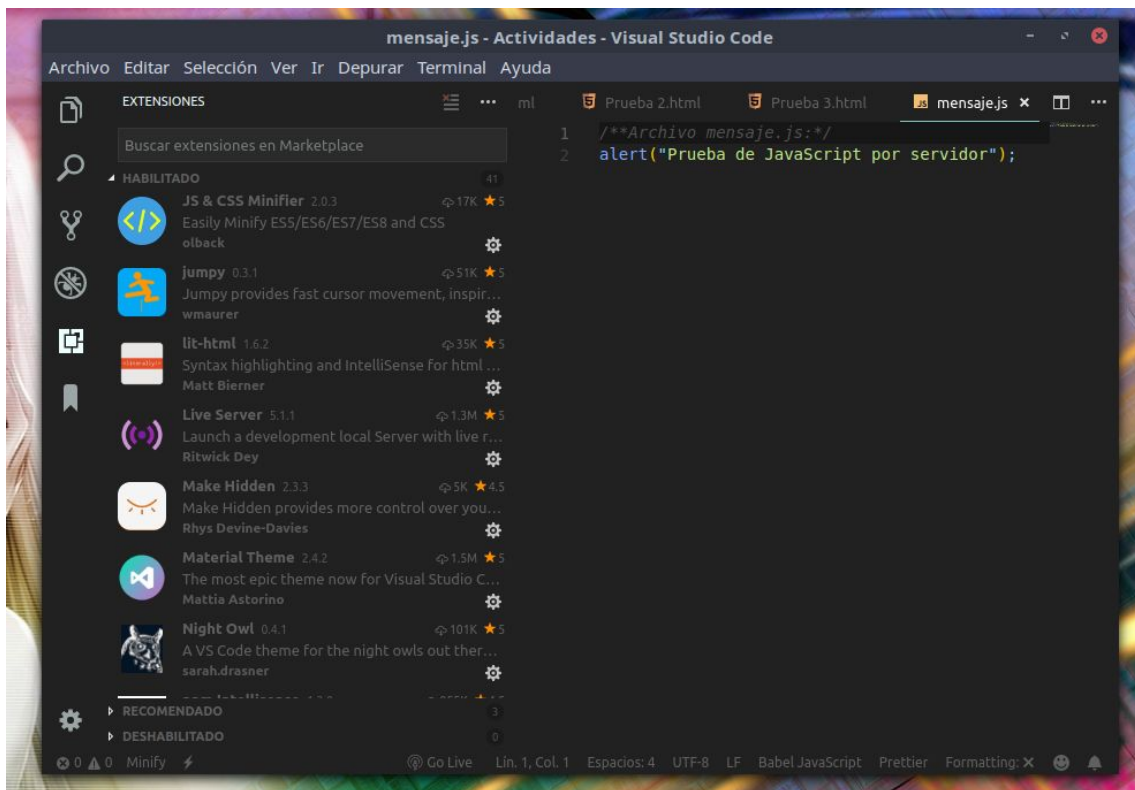 mensaje.js - Actividades - Visual Studio Code
Archivo Editar Selección Ver Ir Depurar Terminal Ayuda
EXTENSIONES
Buscar extensiones en Marketplace
HABILITADO 41
JS & CSS Minifier 2.0.3 17K 5
Easily Minify ES5/ES6/ES7/ES8 and CSS
olback
jumpy 0.3.1 51K 5
Jumpy provides fast cursor movement, inspir...
wmaurer
lit-html 1.6.2 35K 5
Syntax highlighting and IntelliSense for html ...
Matt Bierner
Live Server 5.1.1 1.3M 5
Launch a development local Server with live r...
Ritwick Dey
Make Hidden 2.3.3 5K 4.5
Make Hidden provides more control over you...
Rhys Devine-Davies
Material Theme 2.4.2 1.5M 5
The most epic theme now for Visual Studio C...
Mattia Astorino
Night Owl 0.4.1 101K 5
A VS Code theme for the night owls out ther...
sarah.drasner
RECOMENDADO 3
DESHABILITADO 0
ml Prueba 2.html Prueba 3.html JS mensaje.js
1 /**Archivo mensaje.js:*/
2 alert("Prueba de JavaScript por servidor");
0 0 Minify Go Live Lín. 1, Col. 1 Espacios: 4 UTF-8 LF Babel JavaScript Prettier Formatting: